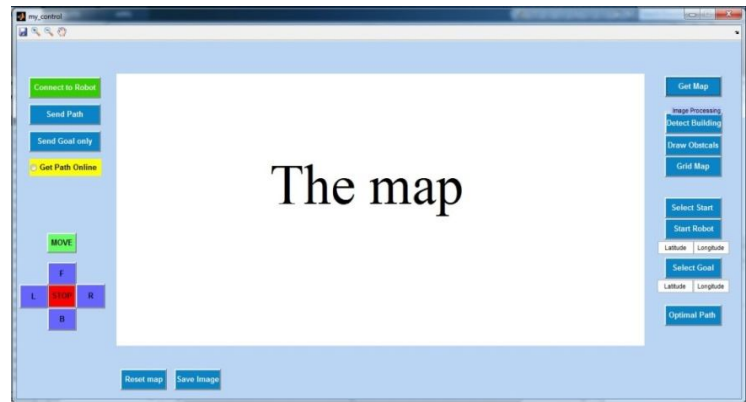 my_control
Connect to Robot
Send Path
Send Goal only
Get Path Online
MOVE
F
L STOP R
B
The map
Reset map Save Image
Get Map
Image Processing
Detect Building
Draw Obstcals
Grid Map
Select Start
Start Robot
Latitude Longitude
Select Goal
Latitude Longitude
Optimal Path